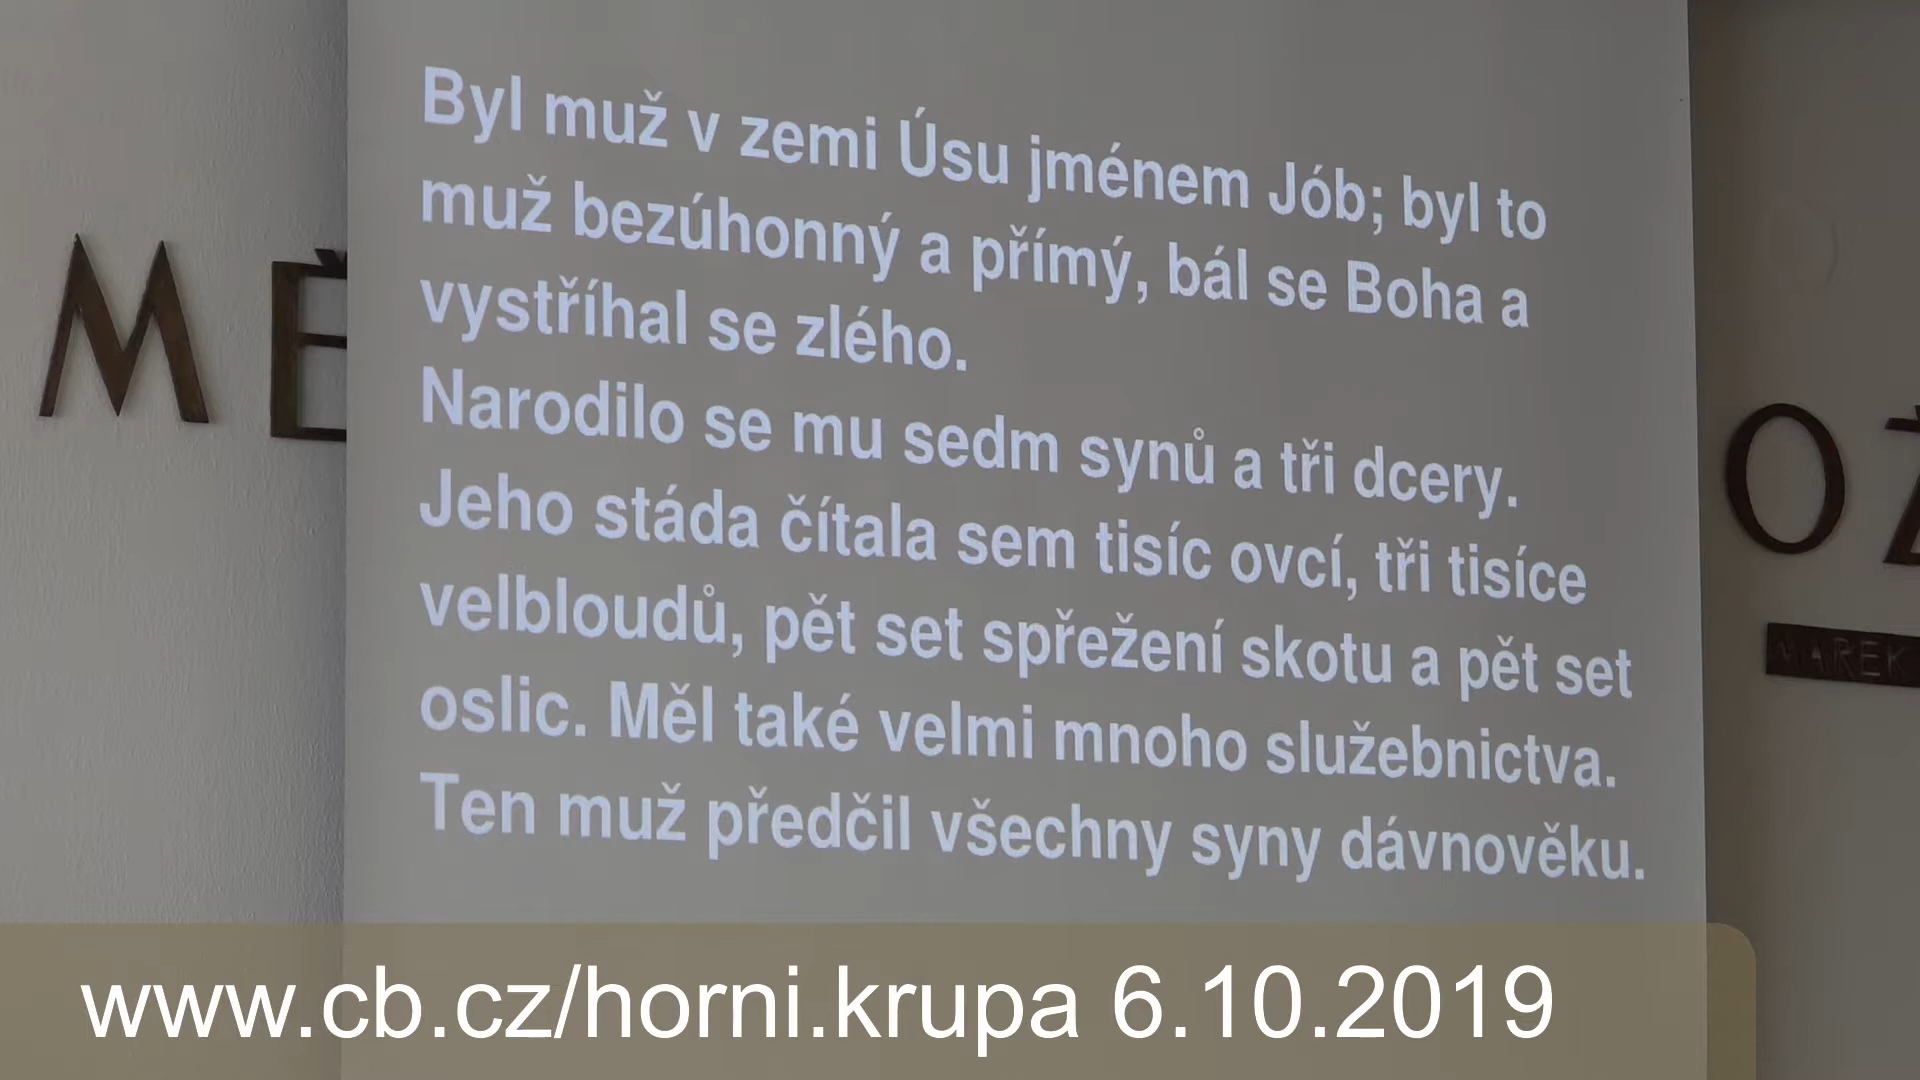 Byl muž v zemi Úsu jménem Jób; byl to
muž bezúhonný a přímý, bál se Boha a
vystříhal se zlého.
Narodilo se mu sedm synů a tři dcery.
Jeho stáda čítala sem tisíc ovcí, tři tisíce
velbloudů, pět set spřežení skotu a pět set
oslic. Měl také velmi mnoho služebnictva.
Ten muž předčil všechny syny dávnověku.
MĚ
OŽ
MAREK
www.cb.cz/horni.krupa 6.10.2019